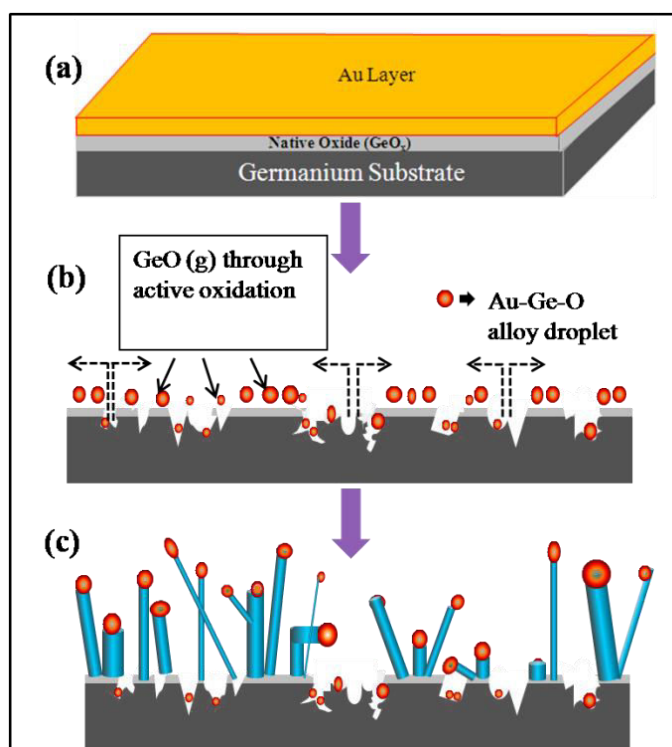 (a)
Au Layer
Native Oxide (GeOx)
Germanium Substrate
(b)
GeO (g) through
active oxidation
Au-Ge-O
alloy droplet
(c)